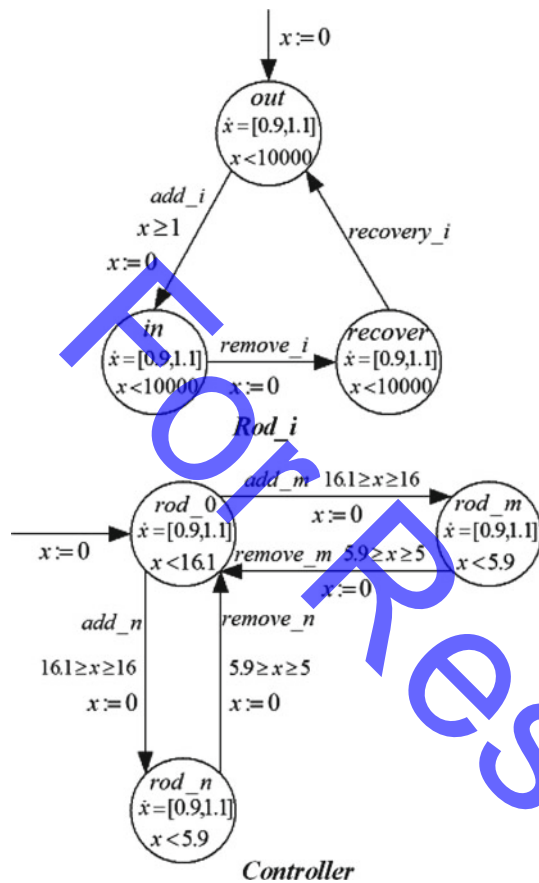 x:=0
out
ẋ=[0.9,1.1]
x<10000
add_i
x≥1
x:=0
recovery_i
in
ẋ=[0.9,1.1]
x<10000
remove_i
x:=0
recover
ẋ=[0.9,1.1]
x<10000
Rod_i
rod_0
ẋ=[0.9,1.1]
x<16.1
x:=0
add_m 16.1≥x≥16
x:=0
rod_m
ẋ=[0.9,1.1]
x<5.9
remove_m 5.9≥x≥5
x:=0
add_n
16.1≥x≥16
x:=0
remove_n
5.9≥x≥5
x:=0
rod_n
ẋ=[0.9,1.1]
x<5.9
Controller
For Res